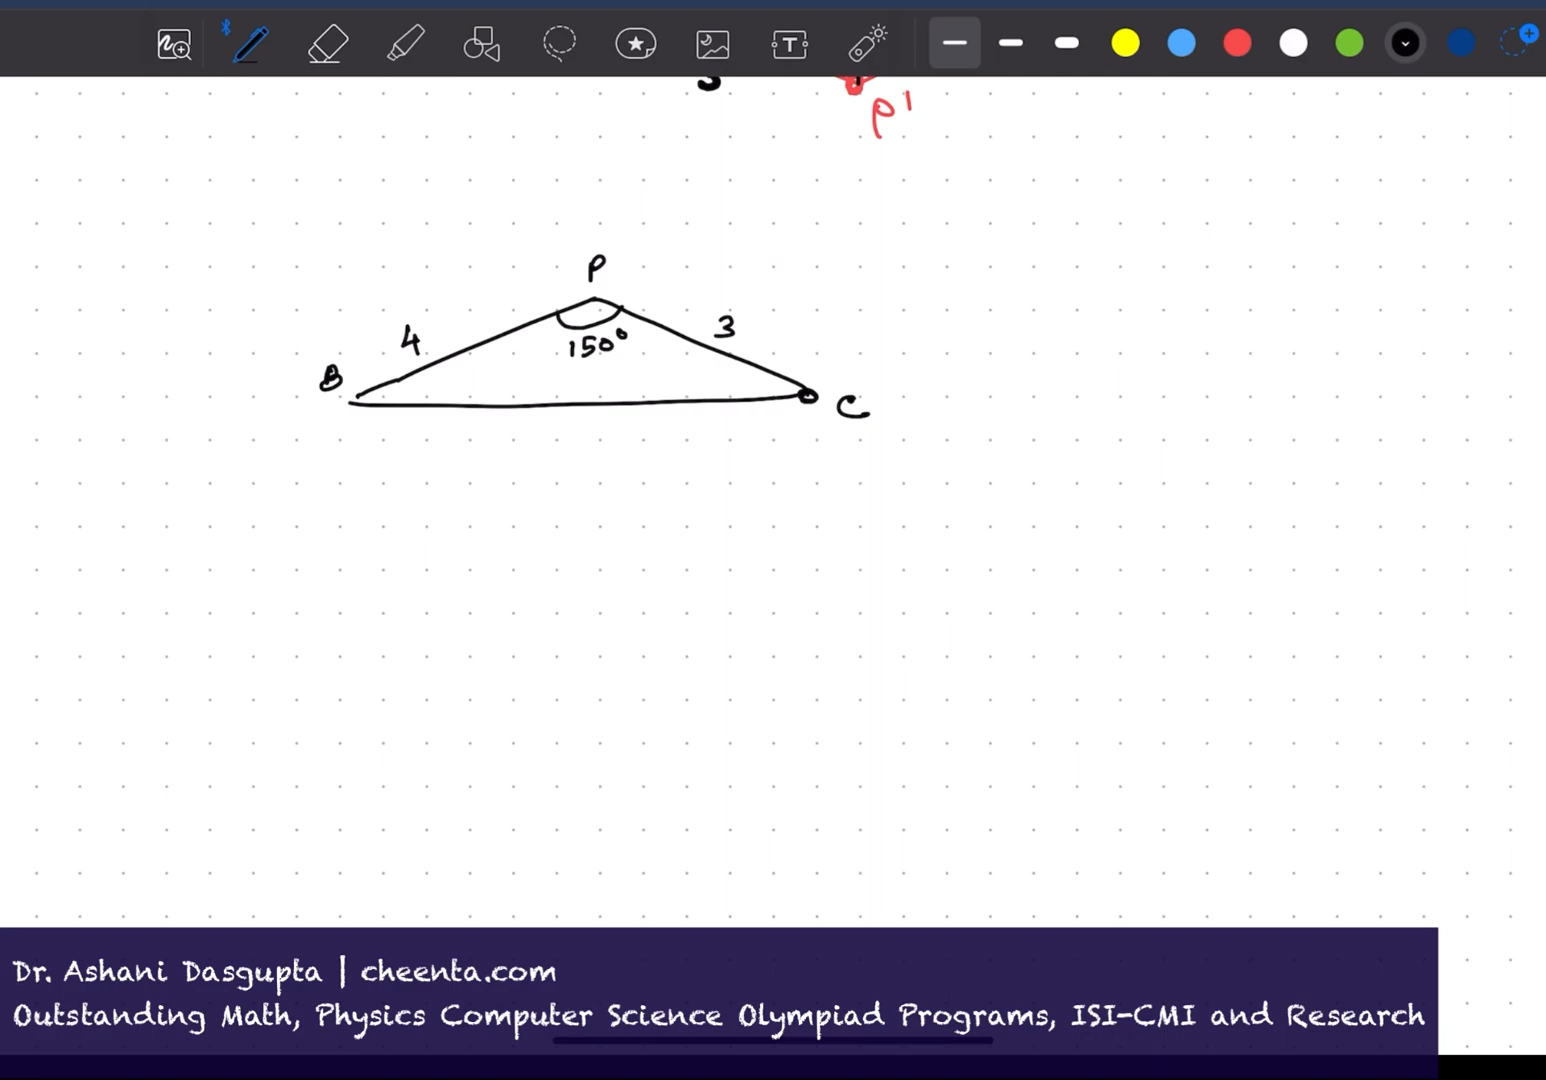 P'
P
4
3
150°
B
C
Dr. Ashani Dasgupta | cheenta.com
Outstanding Math, Physics Computer Science Olympiad Programs, ISI-CMI and Research